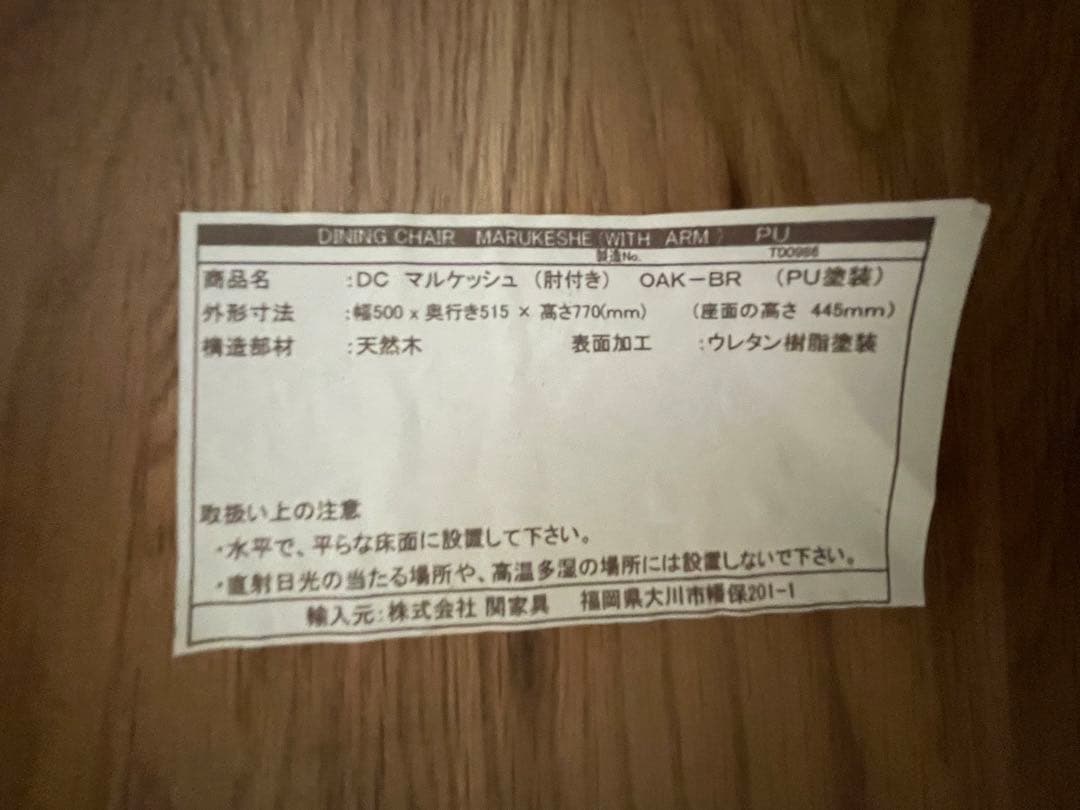 DINING CHAIR MARUKESHE (WITH ARM) PU
製造No. T00986
商品名 :DC マルケッシュ (肘付き) OAK-BR (PU塗装)
外形寸法 :幅500 x 奥行き515 × 高さ770(mm) (座面の高さ 445mm)
構造部材 :天然木 表面加工 :ウレタン樹脂塗装
取扱い上の注意
・水平で、平らな床面に設置して下さい。
・直射日光の当たる場所や、高温多湿の場所には設置しないで下さい。
輸入元:株式会社 関家具 福岡県大川市幡保201-1